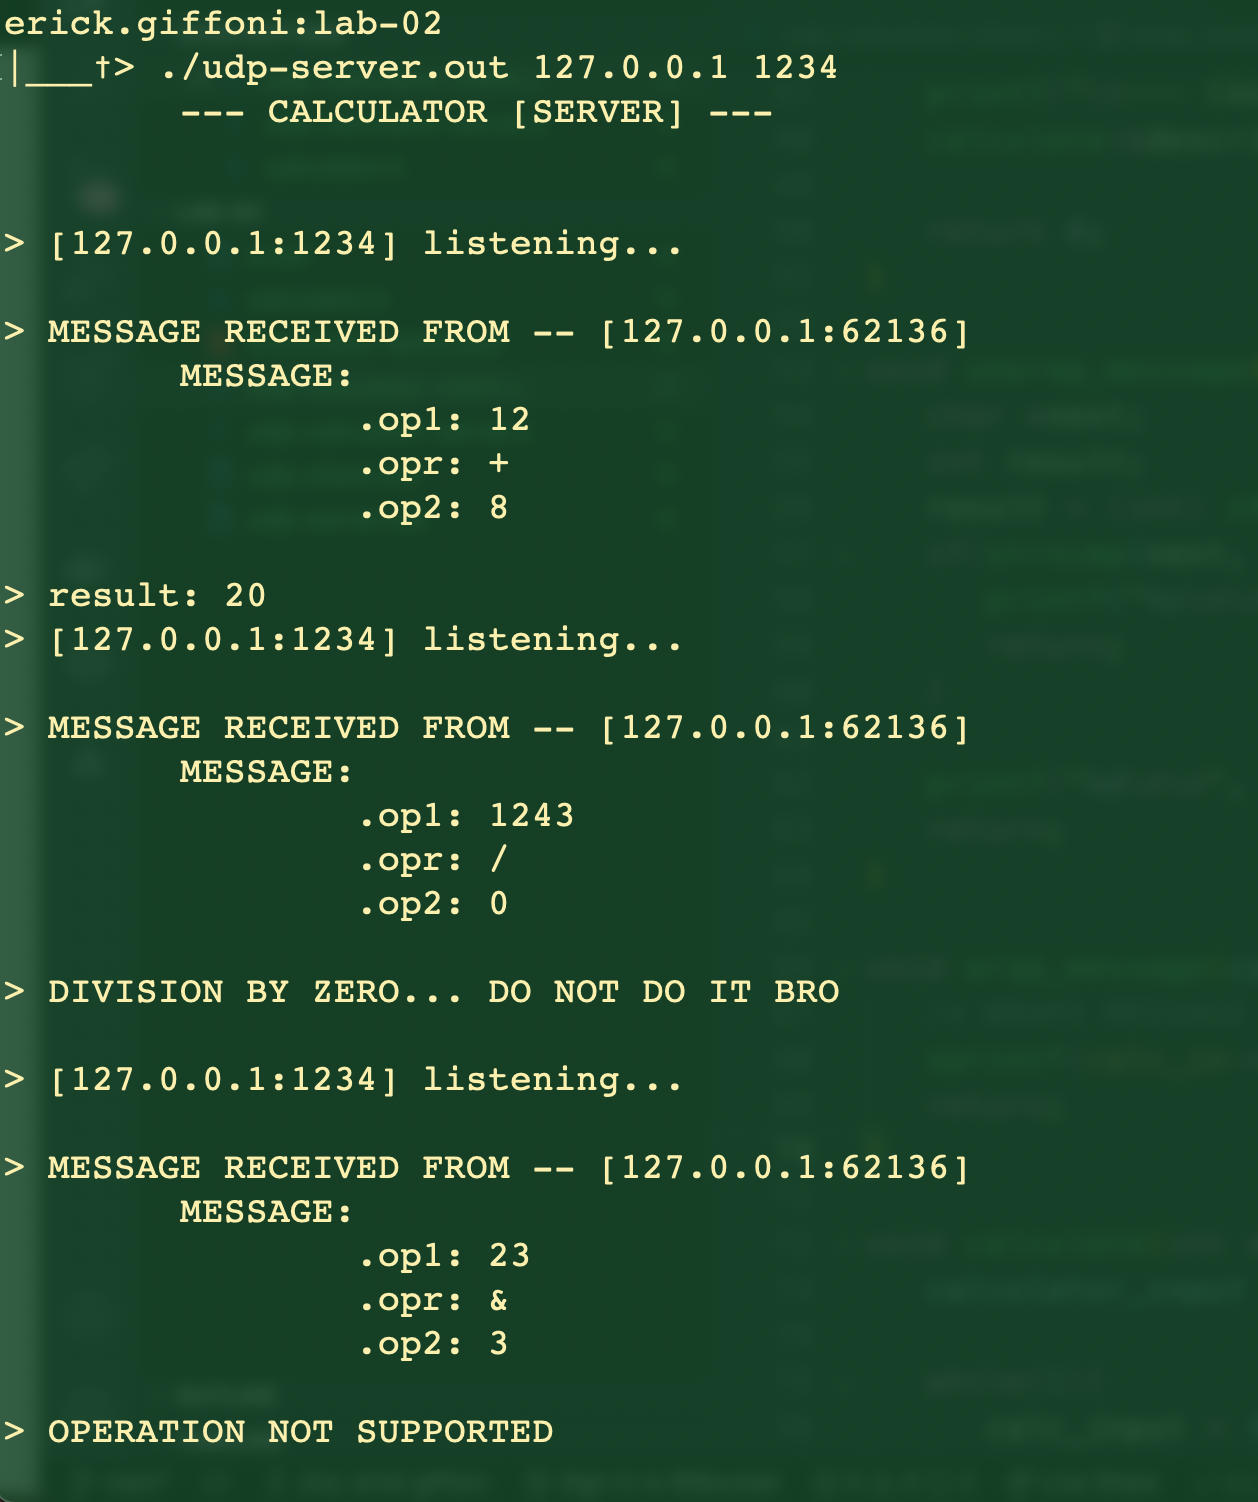 erick.giffoni:lab-02
|___†> ./udp-server.out 127.0.0.1 1234
--- CALCULATOR [SERVER] ---
> [127.0.0.1:1234] listening...
> MESSAGE RECEIVED FROM -- [127.0.0.1:62136]
MESSAGE:
.op1: 12
.opr: +
.op2: 8
> result: 20
> [127.0.0.1:1234] listening...
> MESSAGE RECEIVED FROM -- [127.0.0.1:62136]
MESSAGE:
.op1: 1243
.opr: /
.op2: 0
> DIVISION BY ZERO... DO NOT DO IT BRO
> [127.0.0.1:1234] listening...
> MESSAGE RECEIVED FROM -- [127.0.0.1:62136]
MESSAGE:
.op1: 23
.opr: &
.op2: 3
> OPERATION NOT SUPPORTED